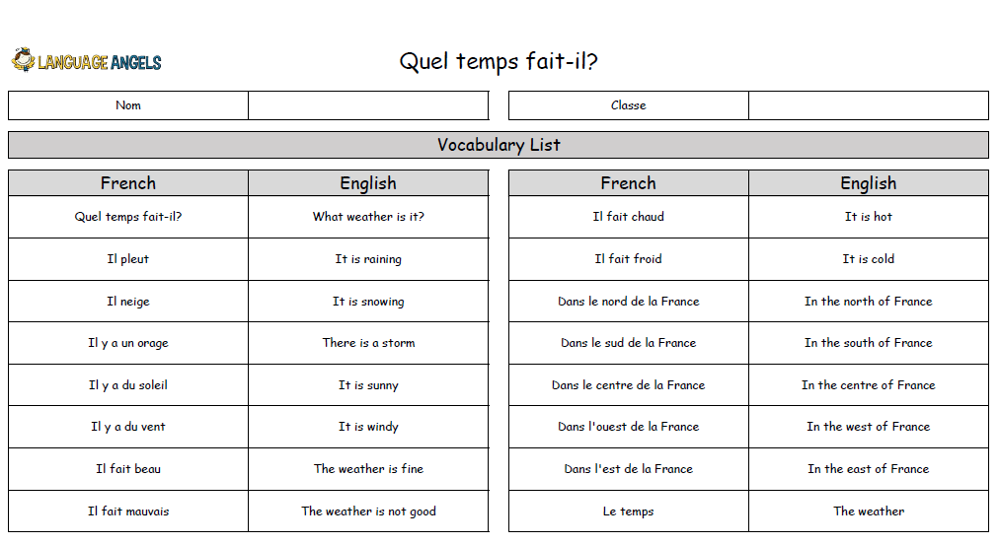 LANGUAGE ANGELS
Quel temps fait-il?
Nom
Classe
Vocabulary List
French English
French English
Quel temps fait-il? What weather is it?
Il fait chaud It is hot
Il pleut It is raining
Il fait froid It is cold
Il neige It is snowing
Dans le nord de la France In the north of France
Il y a un orage There is a storm
Dans le sud de la France In the south of France
Il y a du soleil It is sunny
Dans le centre de la France In the centre of France
Il y a du vent It is windy
Dans l'ouest de la France In the west of France
Il fait beau The weather is fine
Dans l'est de la France In the east of France
Il fait mauvais The weather is not good
Le temps The weather